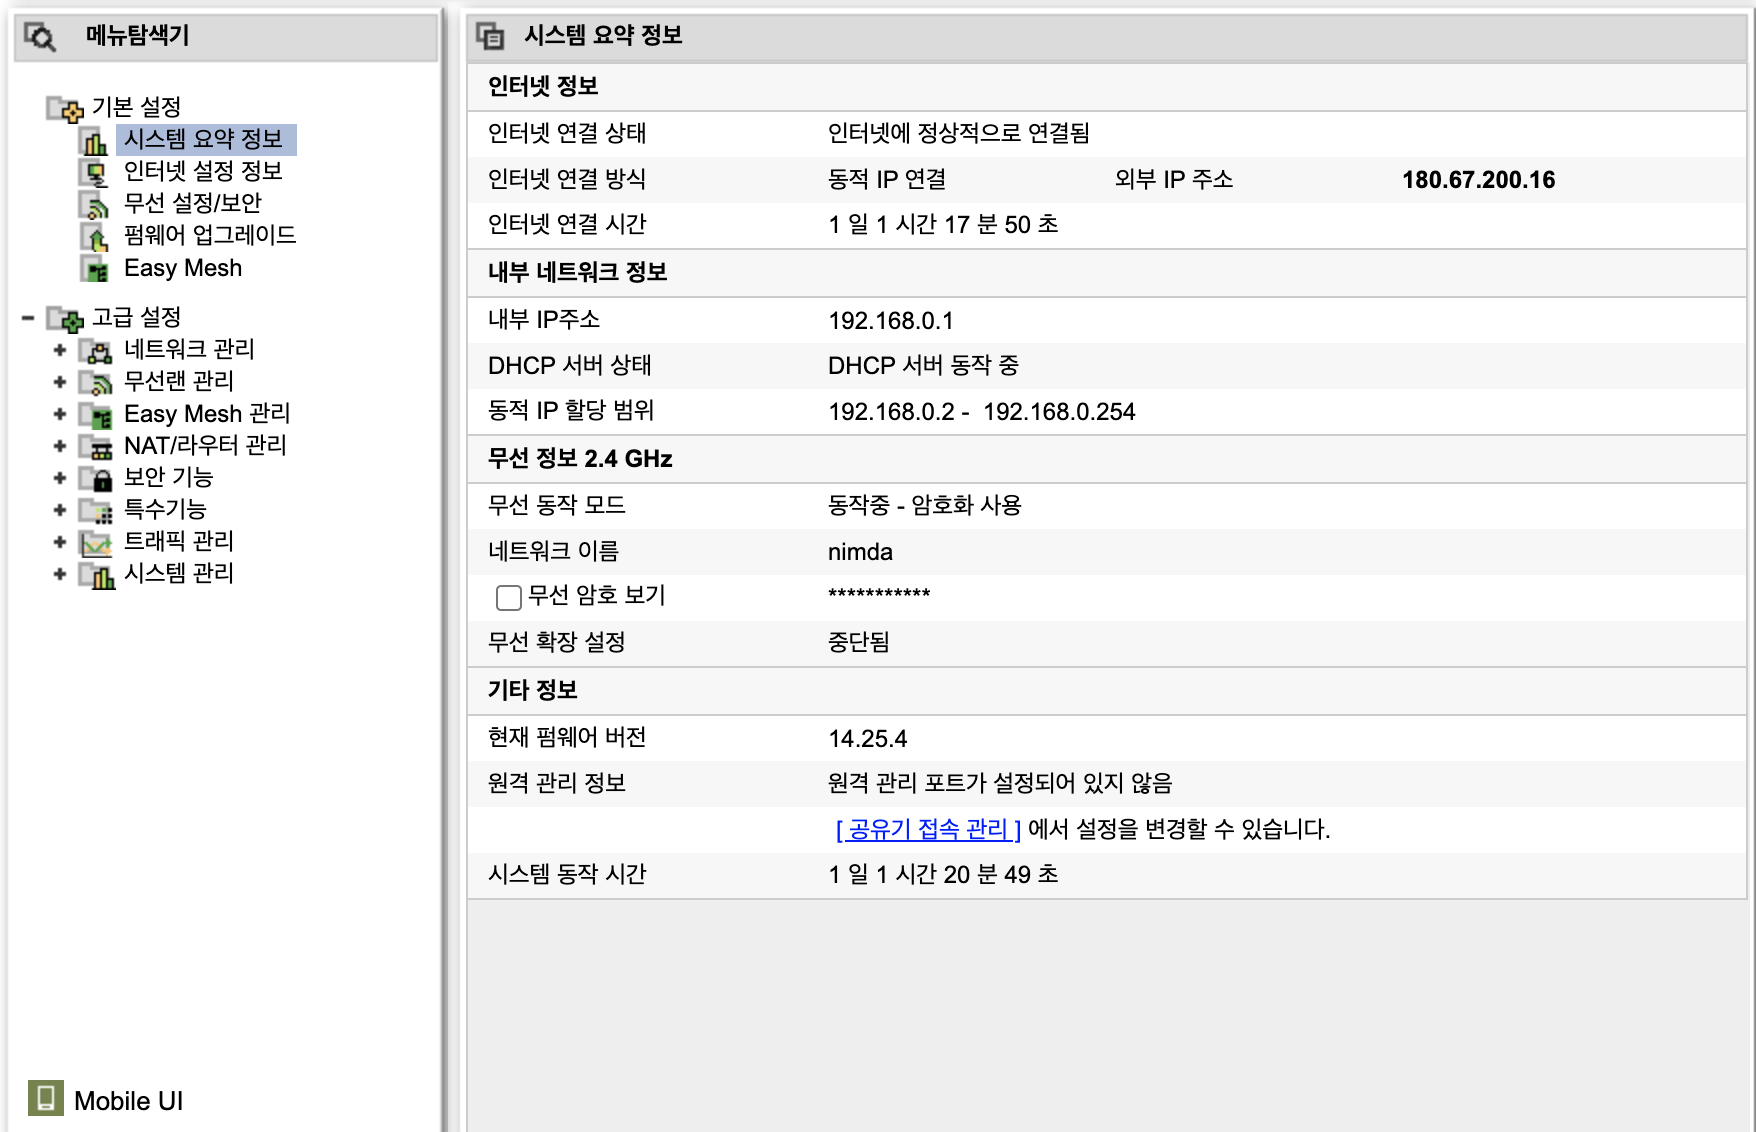 메뉴탐색기
기본 설정
시스템 요약 정보
인터넷 설정 정보
무선 설정/보안
펌웨어 업그레이드
Easy Mesh
고급 설정
네트워크 관리
무선랜 관리
Easy Mesh 관리
NAT/라우터 관리
보안 기능
특수기능
트래픽 관리
시스템 관리
Mobile UI
시스템 요약 정보
인터넷 정보
인터넷 연결 상태 인터넷에 정상적으로 연결됨
인터넷 연결 방식 동적 IP 연결 외부 IP 주소 180.67.200.16
인터넷 연결 시간 1 일 1 시간 17 분 50 초
내부 네트워크 정보
내부 IP주소 192.168.0.1
DHCP 서버 상태 DHCP 서버 동작 중
동적 IP 할당 범위 192.168.0.2 - 192.168.0.254
무선 정보 2.4 GHz
무선 동작 모드 동작중 - 암호화 사용
네트워크 이름 nimda
무선 암호 보기 ***********
무선 확장 설정 중단됨
기타 정보
현재 펌웨어 버전 14.25.4
원격 관리 정보 원격 관리 포트가 설정되어 있지 않음
[ 공유기 접속 관리 ] 에서 설정을 변경할 수 있습니다.
시스템 동작 시간 1 일 1 시간 20 분 49 초